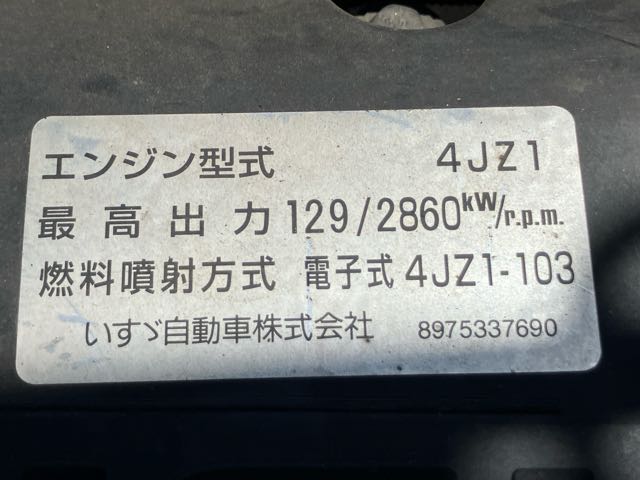 エンジン型式 4JZ1
最高出力 129/2860kW/r.p.m.
燃料噴射方式 電子式 4JZ1-103
いすゞ自動車株式会社 8975337690